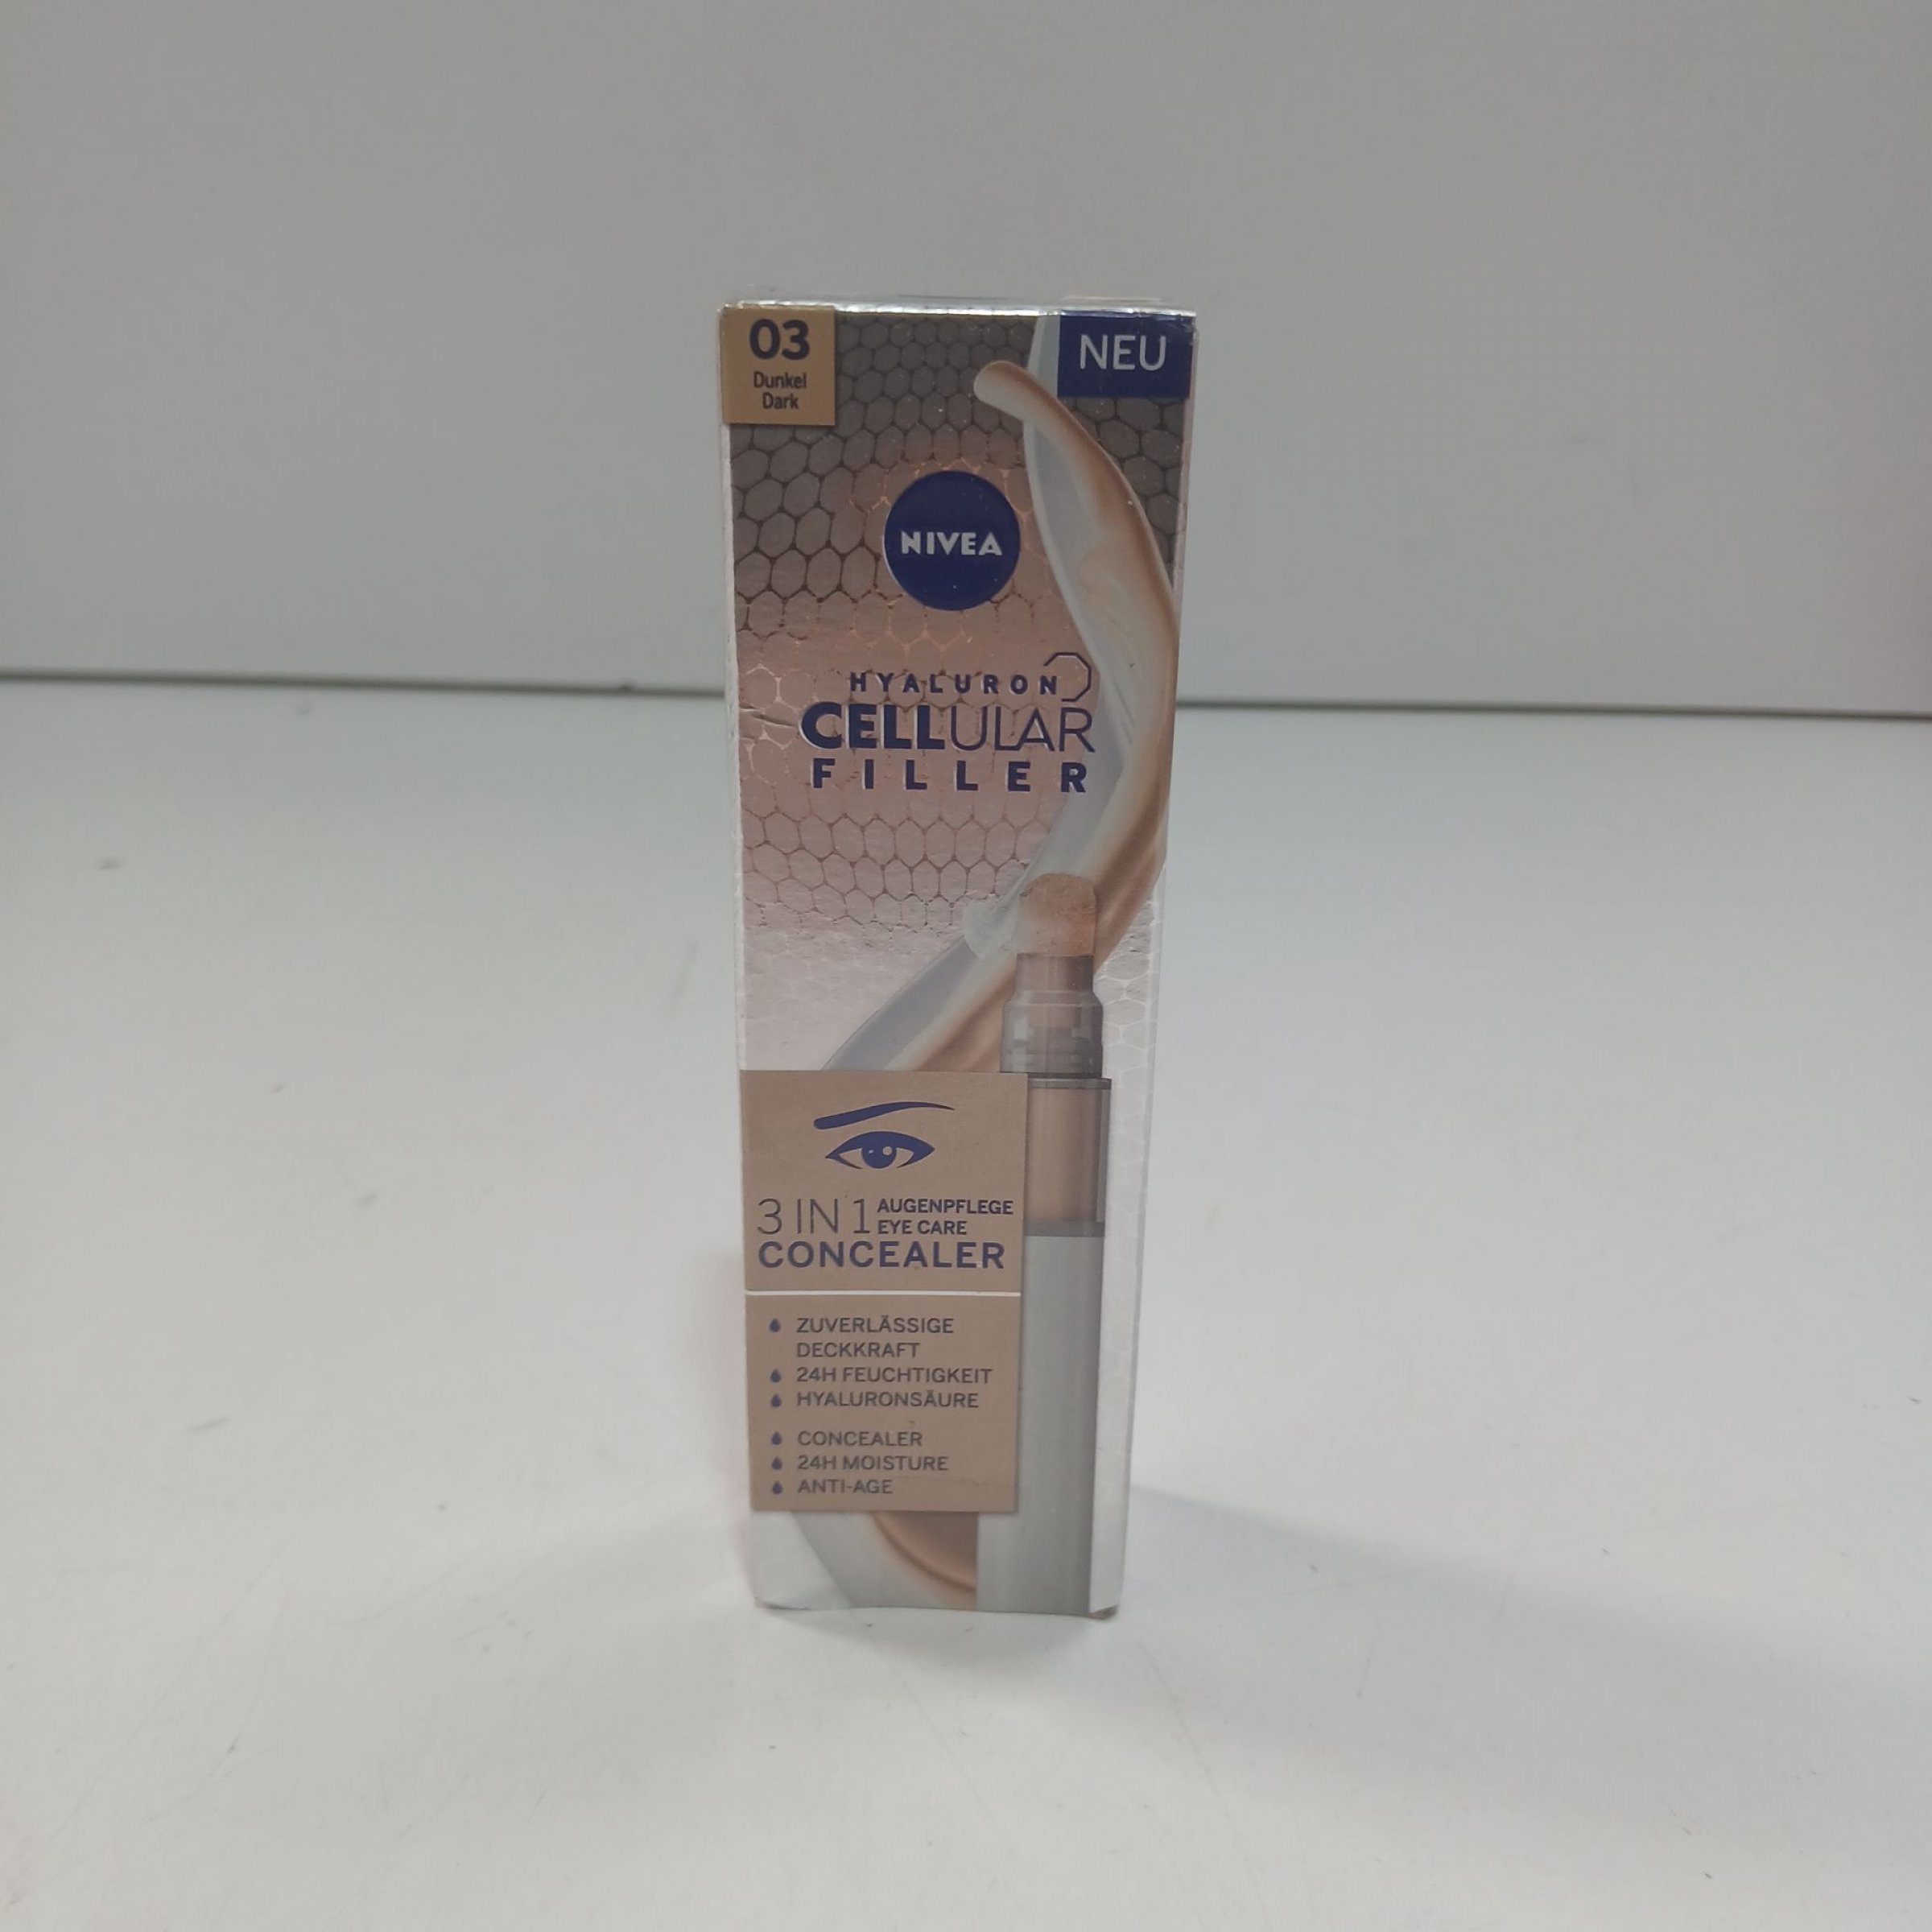 03
Dunkel
Dark
NEU
NIVEA
HYALURON
CELLULAR
FILLER
3 IN 1 AUGENPFLEGE
EYE CARE
CONCEALER
ZUVERLÄSSIGE
DECKKRAFT
24H FEUCHTIGKEIT
HYALURONSÄURE
CONCEALER
24H MOISTURE
ANTI-AGE